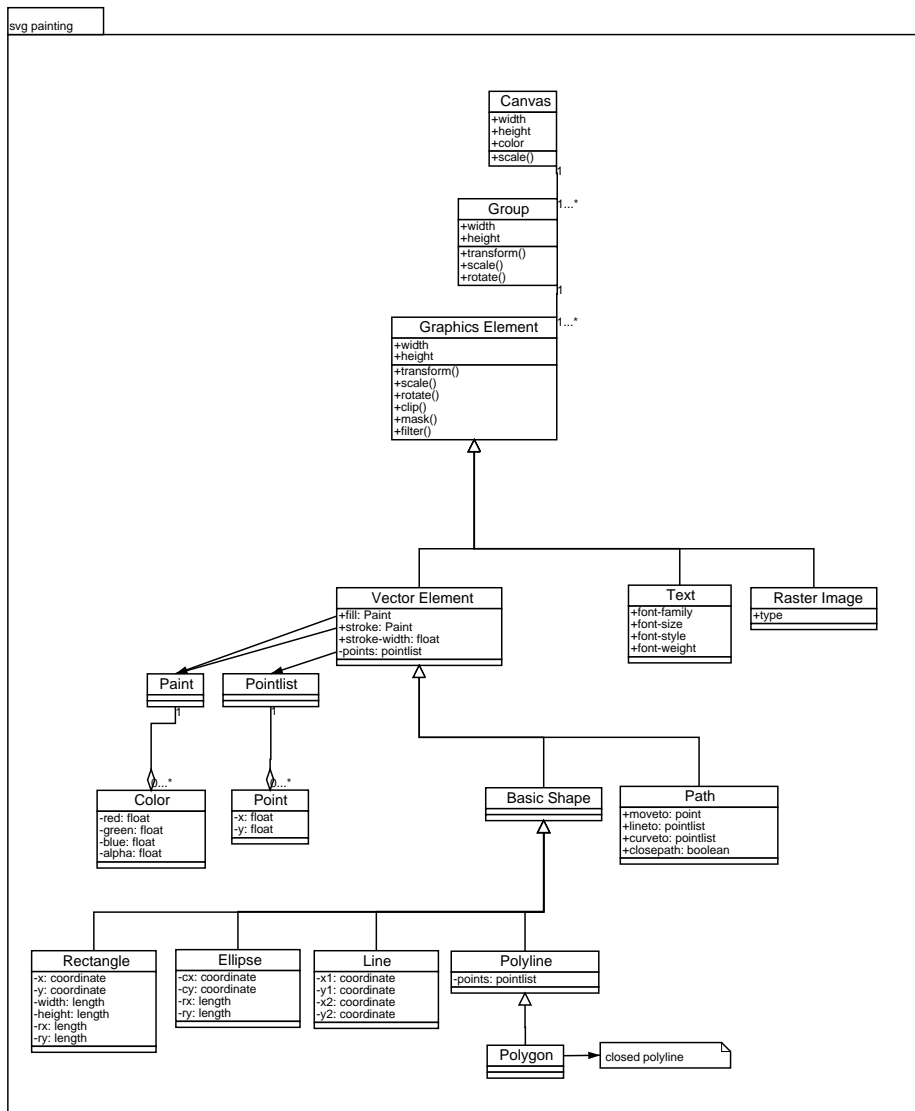 svg painting
Canvas
+width
+height
+color
+scale()
1
1...*
Group
+width
+height
+transform()
+scale()
+rotate()
1
1...*
Graphics Element
+width
+height
+transform()
+scale()
+rotate()
+clip()
+mask()
+filter()
Vector Element
+fill: Paint
+stroke: Paint
+stroke-width: float
-points: pointlist
Text
+font-family
+font-size
+font-style
+font-weight
Raster Image
+type
Paint
1
Pointlist
1
0...*
Color
-red: float
-green: float
-blue: float
-alpha: float
0...*
Point
-x: float
-y: float
Basic Shape
Path
+moveto: point
+lineto: pointlist
+curveto: pointlist
+closepath: boolean
Rectangle
-x: coordinate
-y: coordinate
-width: length
-height: length
-rx: length
-ry: length
Ellipse
-cx: coordinate
-cy: coordinate
-rx: length
-ry: length
Line
-x1: coordinate
-y1: coordinate
-x2: coordinate
-y2: coordinate
Polyline
-points: pointlist
Polygon
closed polyline